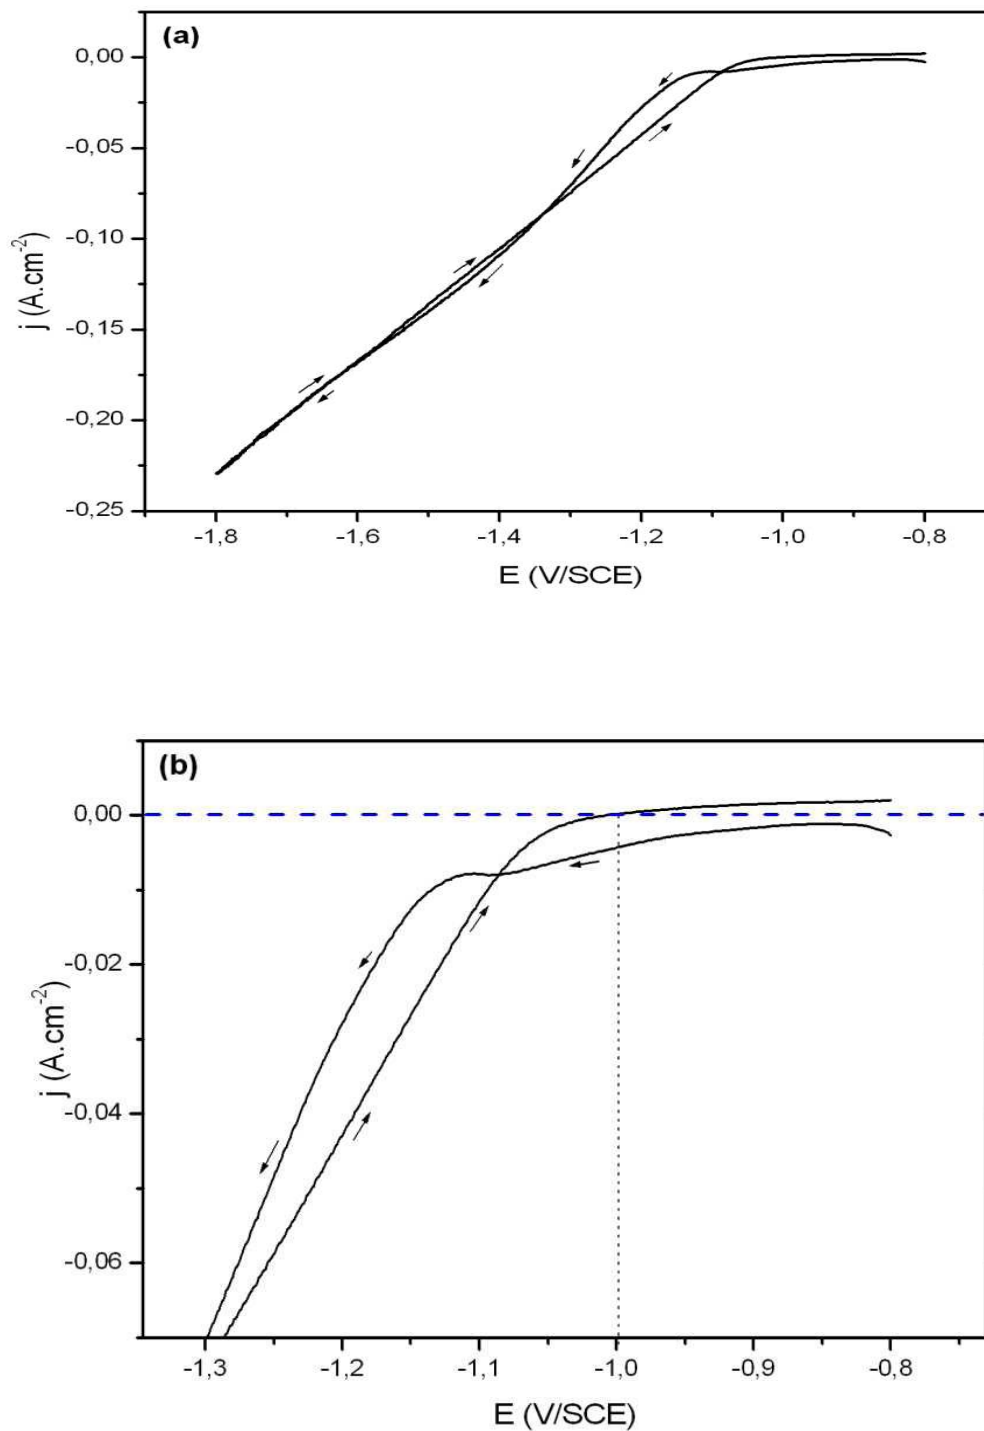 (a)
0,00
-0,05
-0,10
-0,15
-0,20
-0,25
j (A.cm-2)
-1,8 -1,6 -1,4 -1,2 -1,0 -0,8
E (V/SCE)
(b)
0,00
-0,02
-0,04
-0,06
j (A.cm-2)
-1,3 -1,2 -1,1 -1,0 -0,9 -0,8
E (V/SCE)